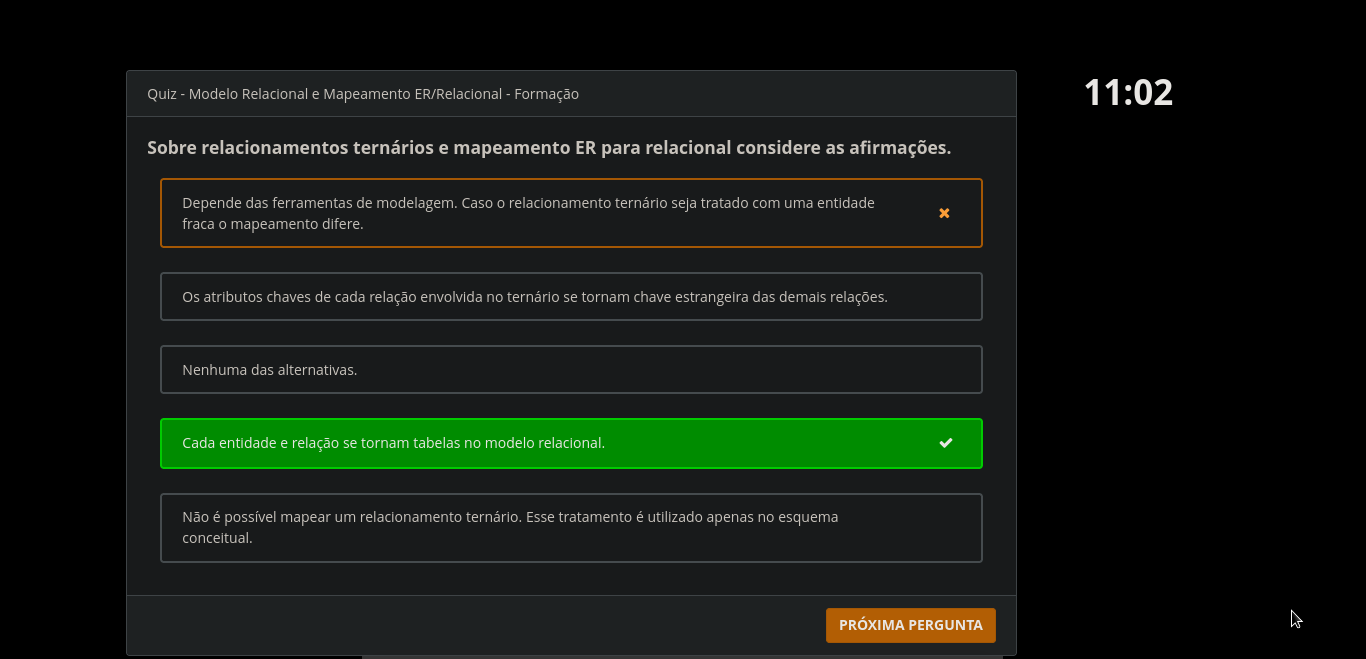 Quiz - Modelo Relacional e Mapeamento ER/Relacional - Formação
11:02
Sobre relacionamentos ternários e mapeamento ER para relacional considere as afirmações.
Depende das ferramentas de modelagem. Caso o relacionamento ternário seja tratado com uma entidade
fraca o mapeamento difere.
Os atributos chaves de cada relação envolvida no ternário se tornam chave estrangeira das demais relações.
Nenhuma das alternativas.
Cada entidade e relação se tornam tabelas no modelo relacional.
Não é possível mapear um relacionamento ternário. Esse tratamento é utilizado apenas no esquema
conceitual.
PRÓXIMA PERGUNTA